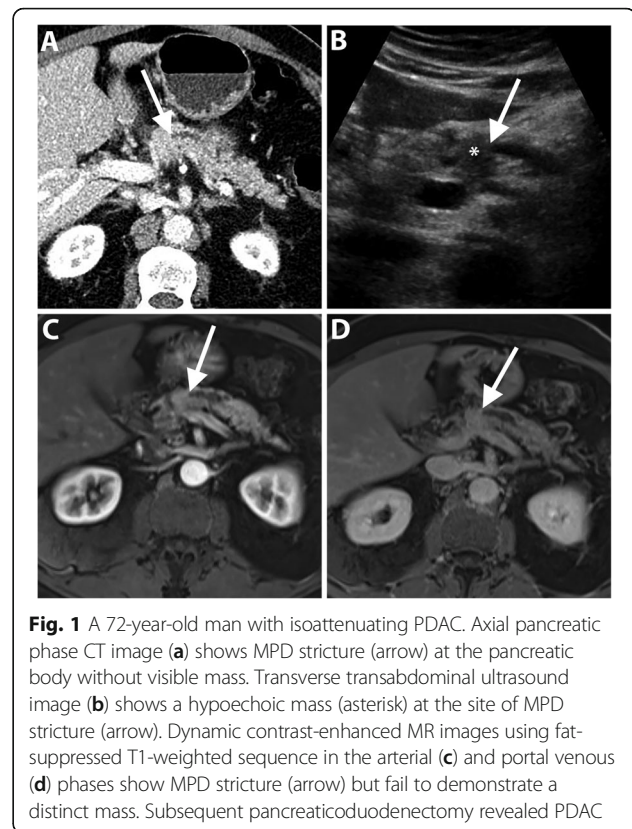 A
B
*
C
D
Fig. 1 A 72-year-old man with isoattenuating PDAC. Axial pancreatic
phase CT image (a) shows MPD stricture (arrow) at the pancreatic
body without visible mass. Transverse transabdominal ultrasound
image (b) shows a hypoechoic mass (asterisk) at the site of MPD
stricture (arrow). Dynamic contrast-enhanced MR images using fat-
suppressed T1-weighted sequence in the arterial (c) and portal venous
(d) phases show MPD stricture (arrow) but fail to demonstrate a
distinct mass. Subsequent pancreaticoduodenectomy revealed PDAC